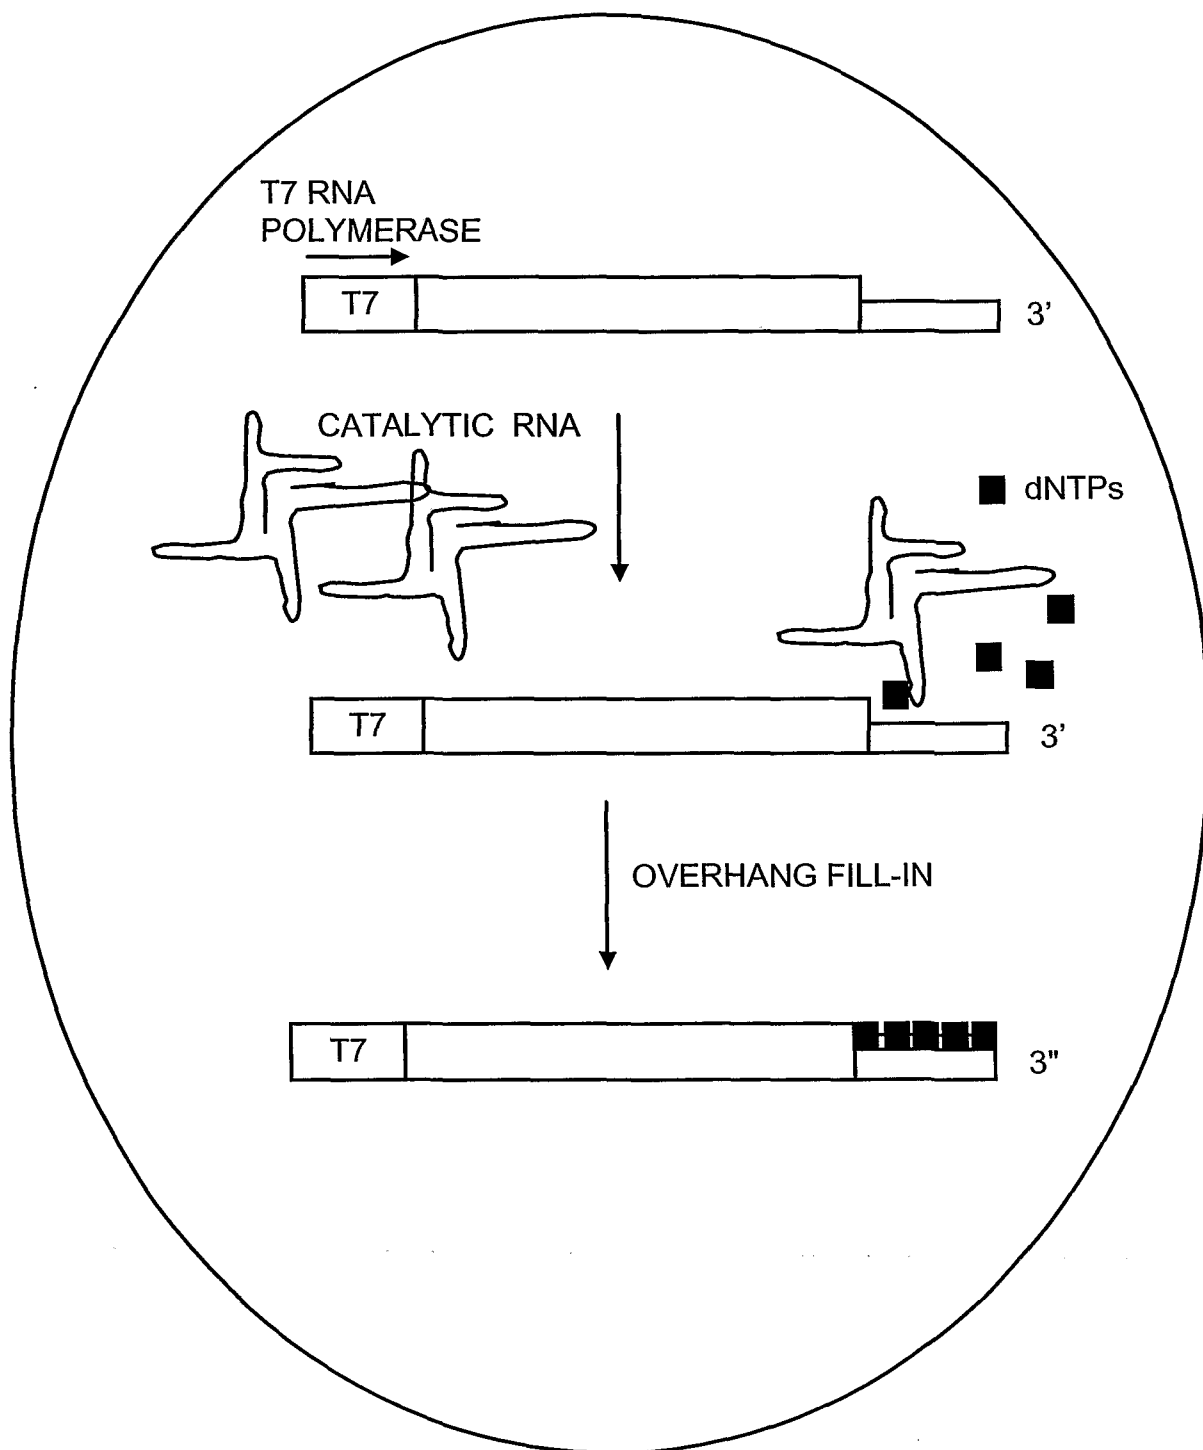 T7 RNA
POLYMERASE
T7
3'
CATALYTIC RNA
dNTPs
T7
3'
OVERHANG FILL-IN
T7
3"